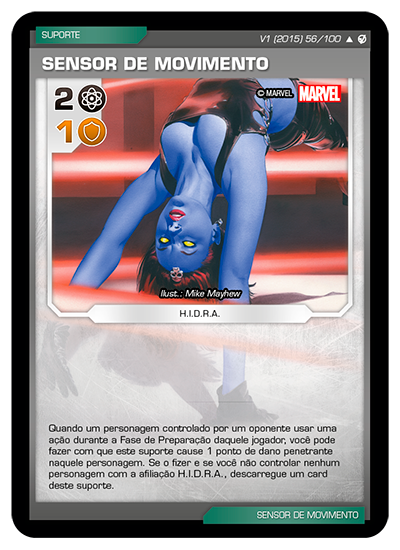 SUPORTE
V1 (2015) 56/100 ▲
SENSOR DE MOVIMENTO
2
© MARVEL MARVEL
1
Ilust.: Mike Mayhew
H.I.D.R.A.
Quando um personagem controlado por um oponente usar uma
ação durante a Fase de Preparação daquele jogador, você pode
fazer com que este suporte cause 1 ponto de dano penetrante
naquele personagem. Se o fizer e se você não controlar nenhum
personagem com a afiliação H.I.D.R.A., descarregue um card
deste suporte.
SENSOR DE MOVIMENTO